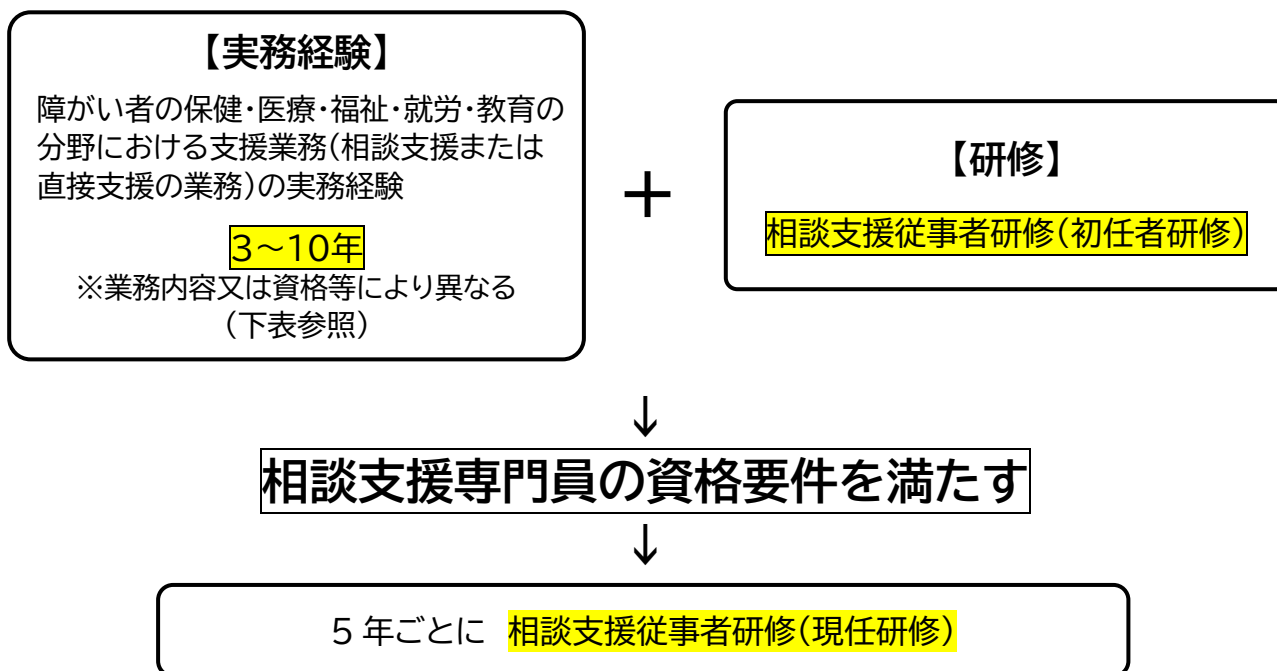 【実務経験】
障がい者の保健・医療・福祉・就労・教育の
分野における支援業務(相談支援または
直接支援の業務)の実務経験
3～10年
※業務内容又は資格等により異なる
(下表参照)
+
【研修】
相談支援従事者研修(初任者研修)
↓
相談支援専門員の資格要件を満たす
↓
5年ごとに 相談支援従事者研修(現任研修)